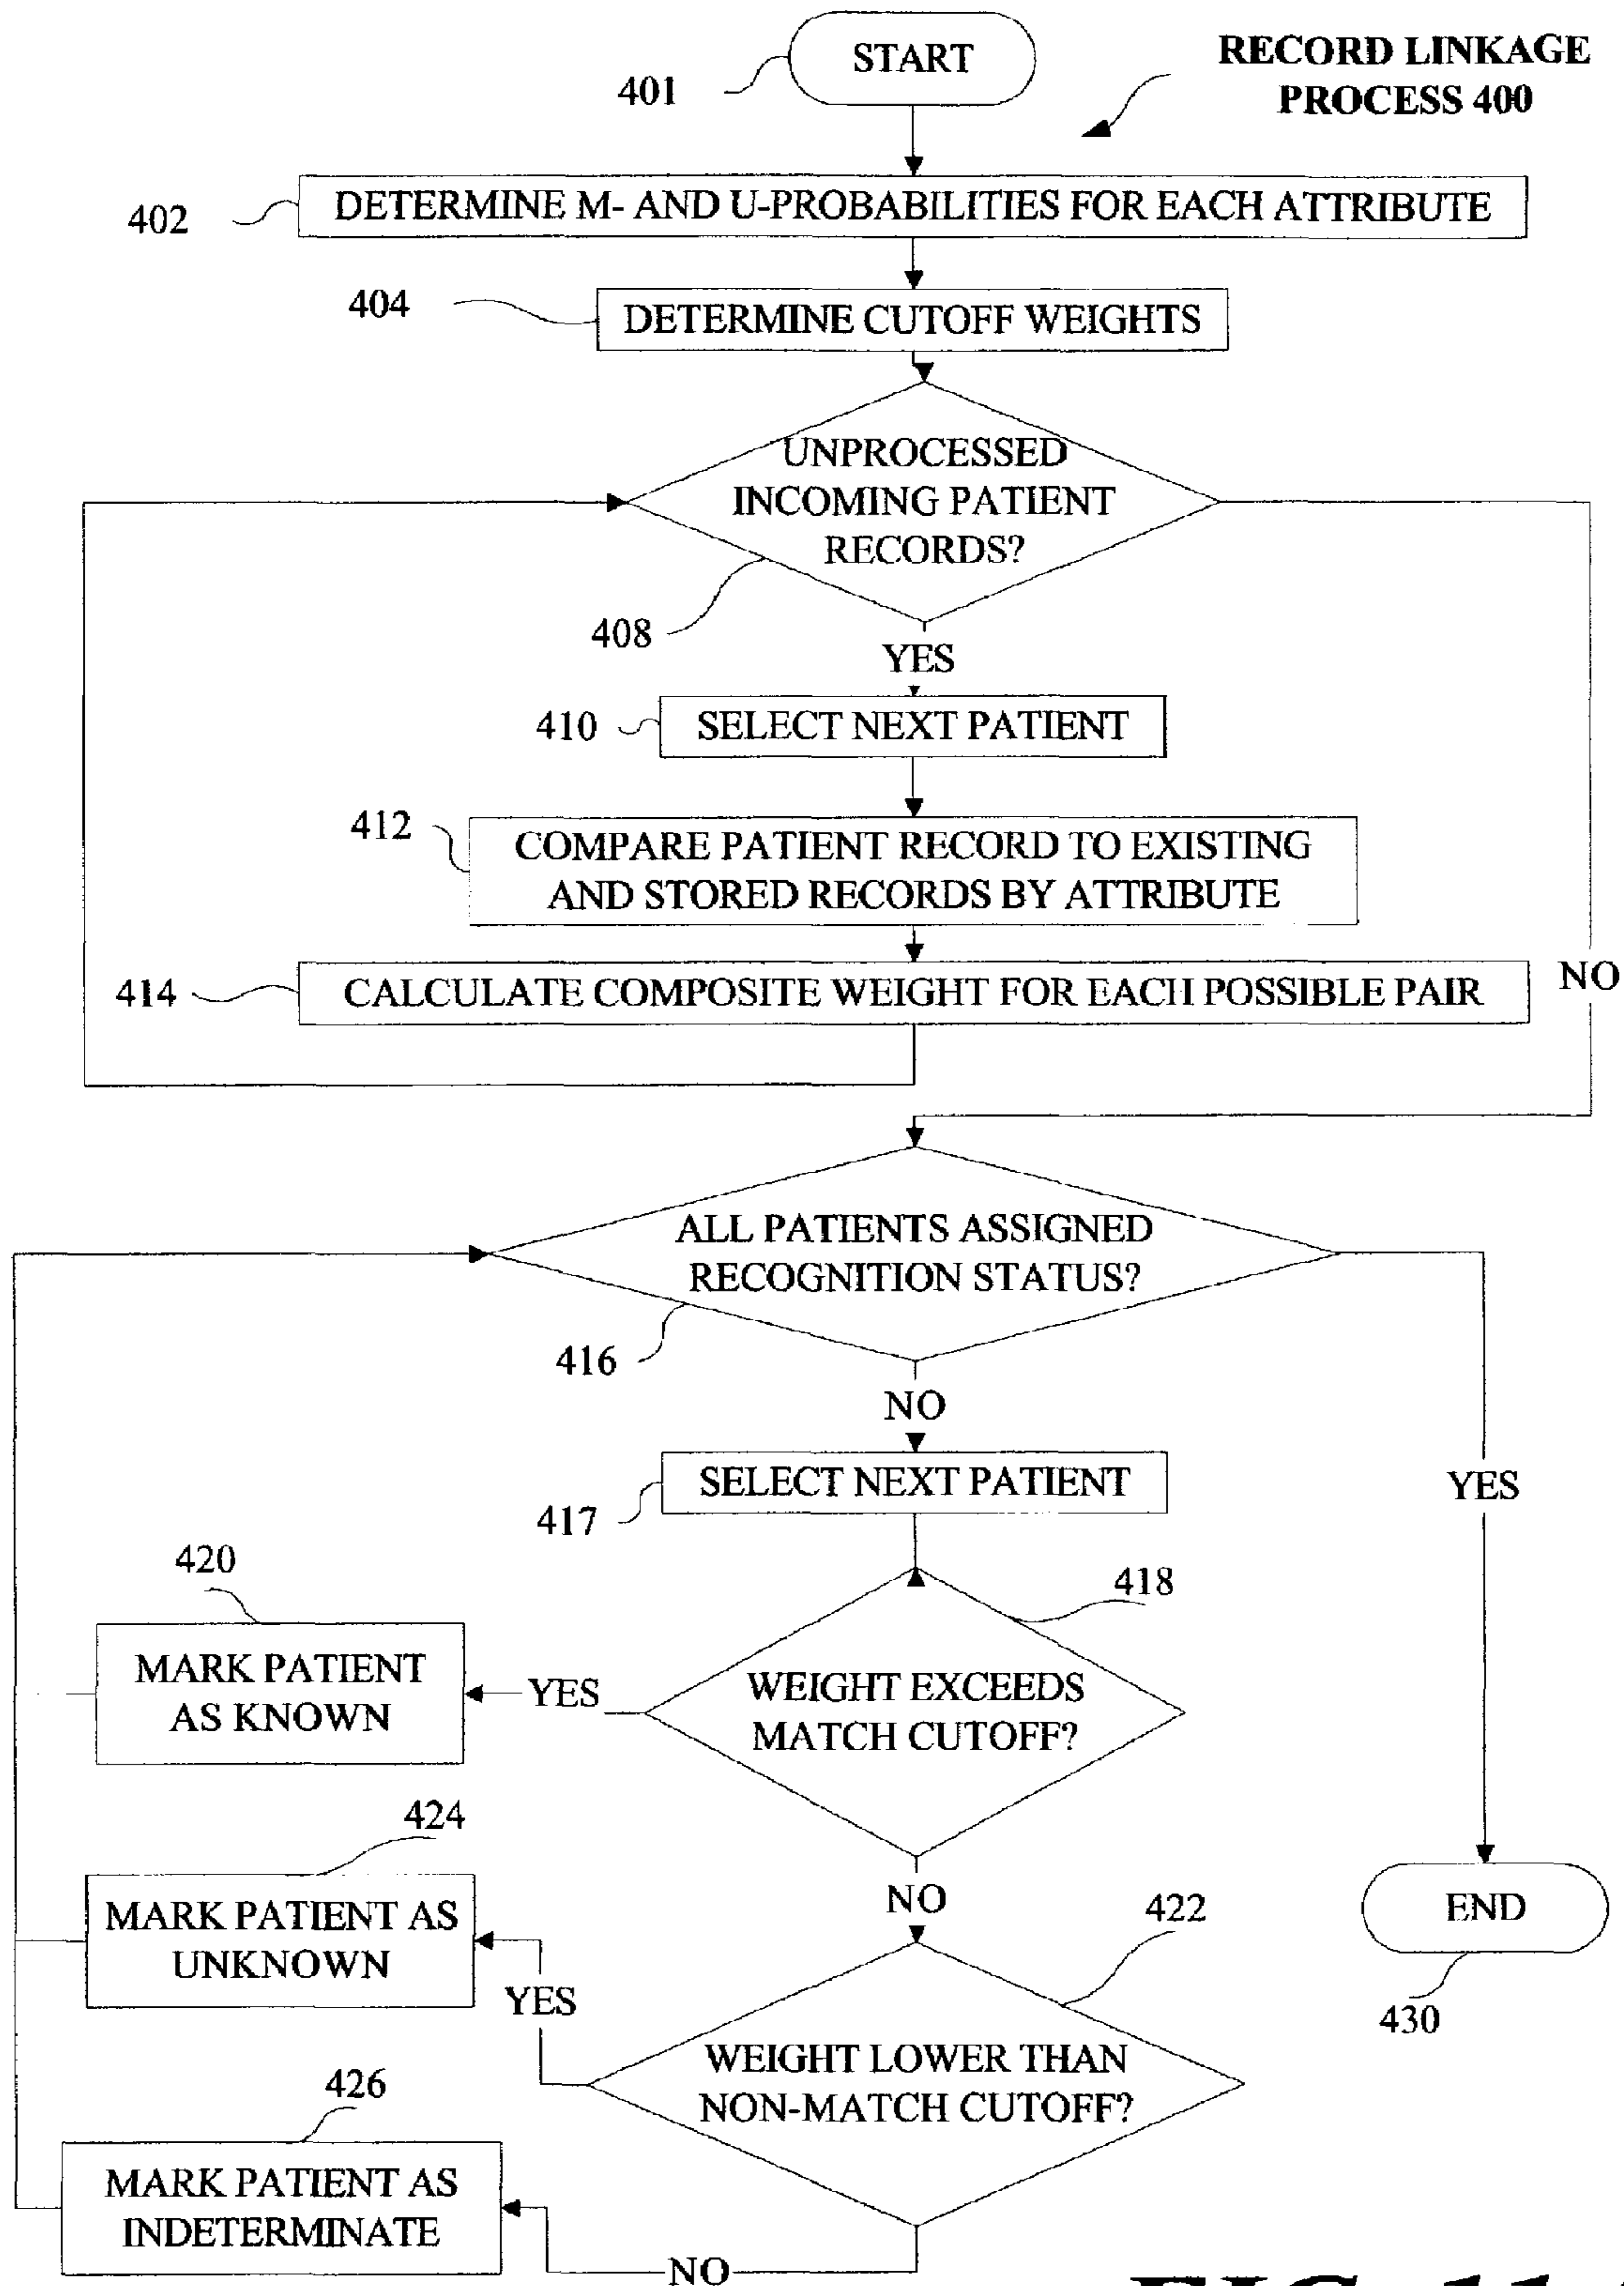 START
401
RECORD LINKAGE
PROCESS 400
DETERMINE M- AND U-PROBABILITIES FOR EACH ATTRIBUTE
402
404
DETERMINE CUTOFF WEIGHTS
UNPROCESSED
INCOMING PATIENT
RECORDS?
408
YES
410
SELECT NEXT PATIENT
412
COMPARE PATIENT RECORD TO EXISTING
AND STORED RECORDS BY ATTRIBUTE
414
CALCULATE COMPOSITE WEIGHT FOR EACH POSSIBLE PAIR
NO
ALL PATIENTS ASSIGNED
RECOGNITION STATUS?
416
NO
SELECT NEXT PATIENT
417
YES
420
418
MARK PATIENT
AS KNOWN
YES
WEIGHT EXCEEDS
MATCH CUTOFF?
424
NO
422
MARK PATIENT AS
UNKNOWN
YES
END
430
WEIGHT LOWER THAN
NON-MATCH CUTOFF?
426
MARK PATIENT AS
INDETERMINATE
NO